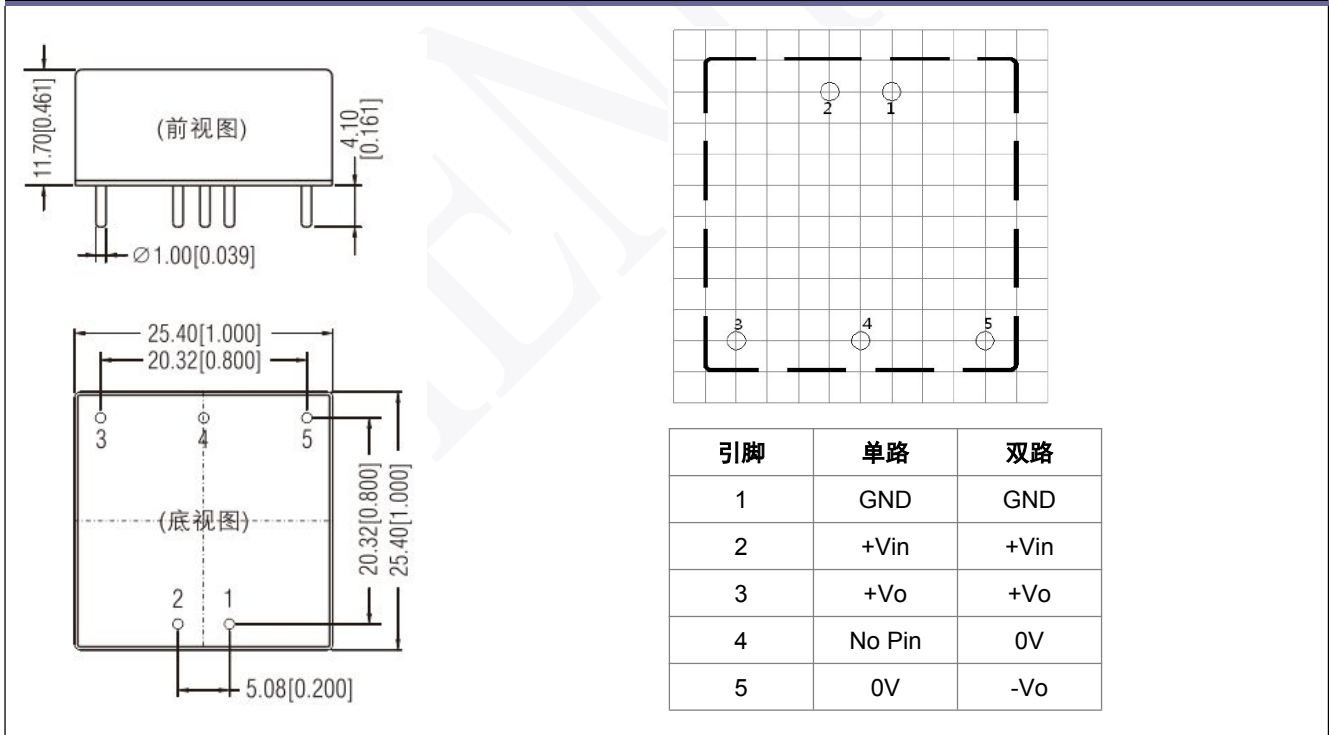 11.70[0.461]
(前视图)
4.10
[0.161]
∅1.00[0.039]
25.40[1.000]
20.32[0.800]
3
4
5
(底视图)
20.32[0.800]
25.40[1.000]
2
1
5.08[0.200]
2
1
3
4
5
引脚 单路 双路
1 GND GND
2 +Vin +Vin
3 +Vo +Vo
4 No Pin 0V
5 0V -Vo